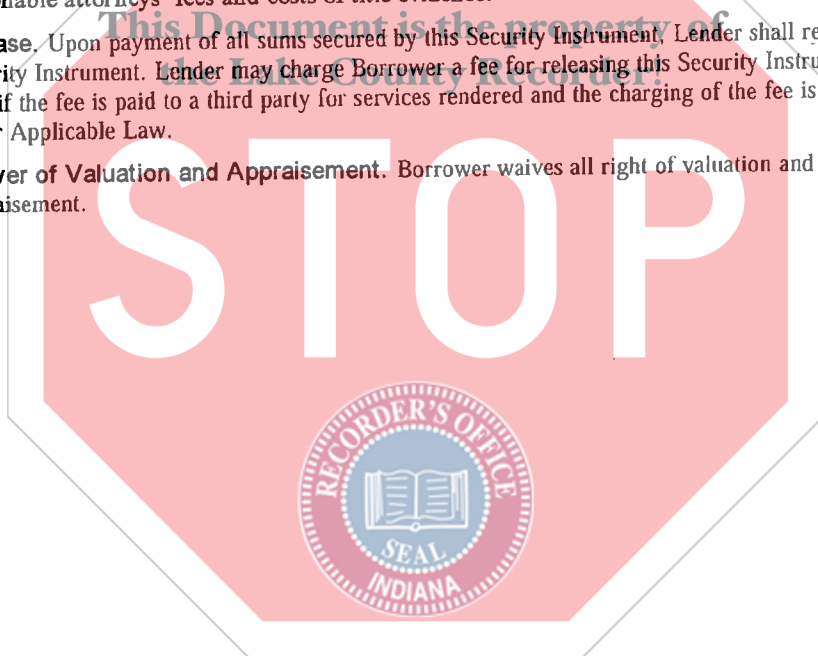 nable attorneys' fees and costs of title evidence.
This Document is the property of
the Lake County Recorder!
ase. Upon payment of all sums secured by this Security Instrument, Lender shall re
rity Instrument. Lender may charge Borrower a fee for releasing this Security Instru
if the fee is paid to a third party for services rendered and the charging of the fee is
r Applicable Law.
ver of Valuation and Appraisement. Borrower waives all right of valuation and
aisement.
STOP
RECORDER'S OFFICE
SEAL
INDIANA